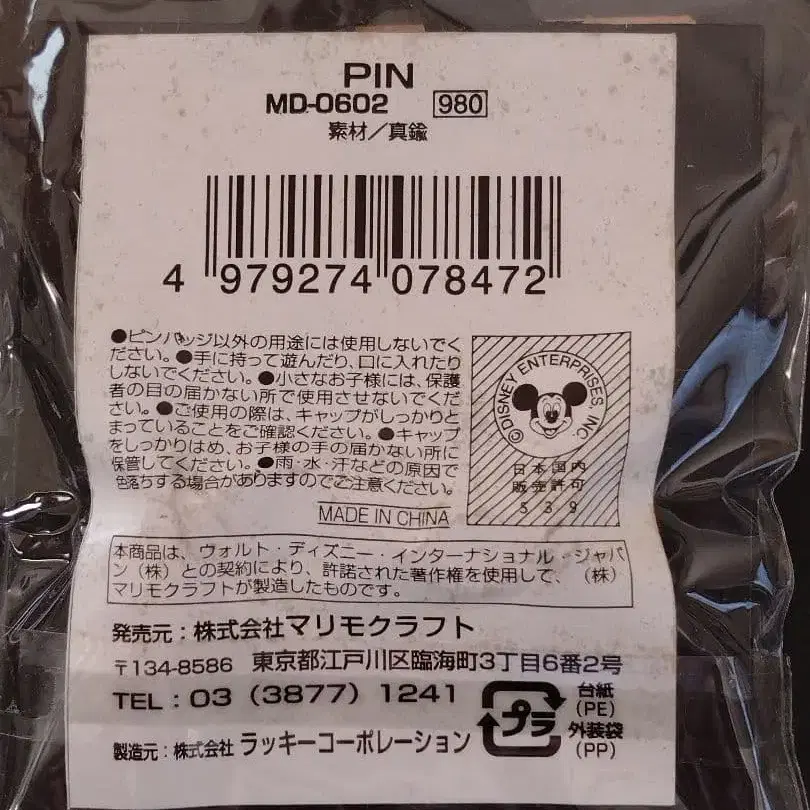 PIN
MD-0602 980
素材／真鍮
4 979274 078472
●ピンバッジ以外の用途には使用しないでく
ださい。●手に持って遊んだり、口に入れたり
しないでください。●小さなお子様には、保護
者の目の届かない所で使用させないでくだ
さい。●ご使用の際は、キャップがしっかりと
まっていることをご確認ください。●キャップ
をしっかりはめ、お子様の手の届かない所に
保管してください。●雨・水・汗などの原因で
色落ちする場合がありますのでご注意ください。
MADE IN CHINA
©DISNEY ENTERPRISES, INC.
日本国内
販売許可
539
本商品は、ウォルト・ディズニー・インターナショナル・ジャパ
ン（株）との契約により、許諾された著作権を使用して、（株）
マリモクラフトが製造したものです。
発売元：株式会社マリモクラフト
〒134-8586 東京都江戸川区臨海町3丁目6番2号
TEL：03（3877）1241
製造元：株式会社 ラッキーコーポレーション
プラ
台紙
(PE)
外装袋
(PP)